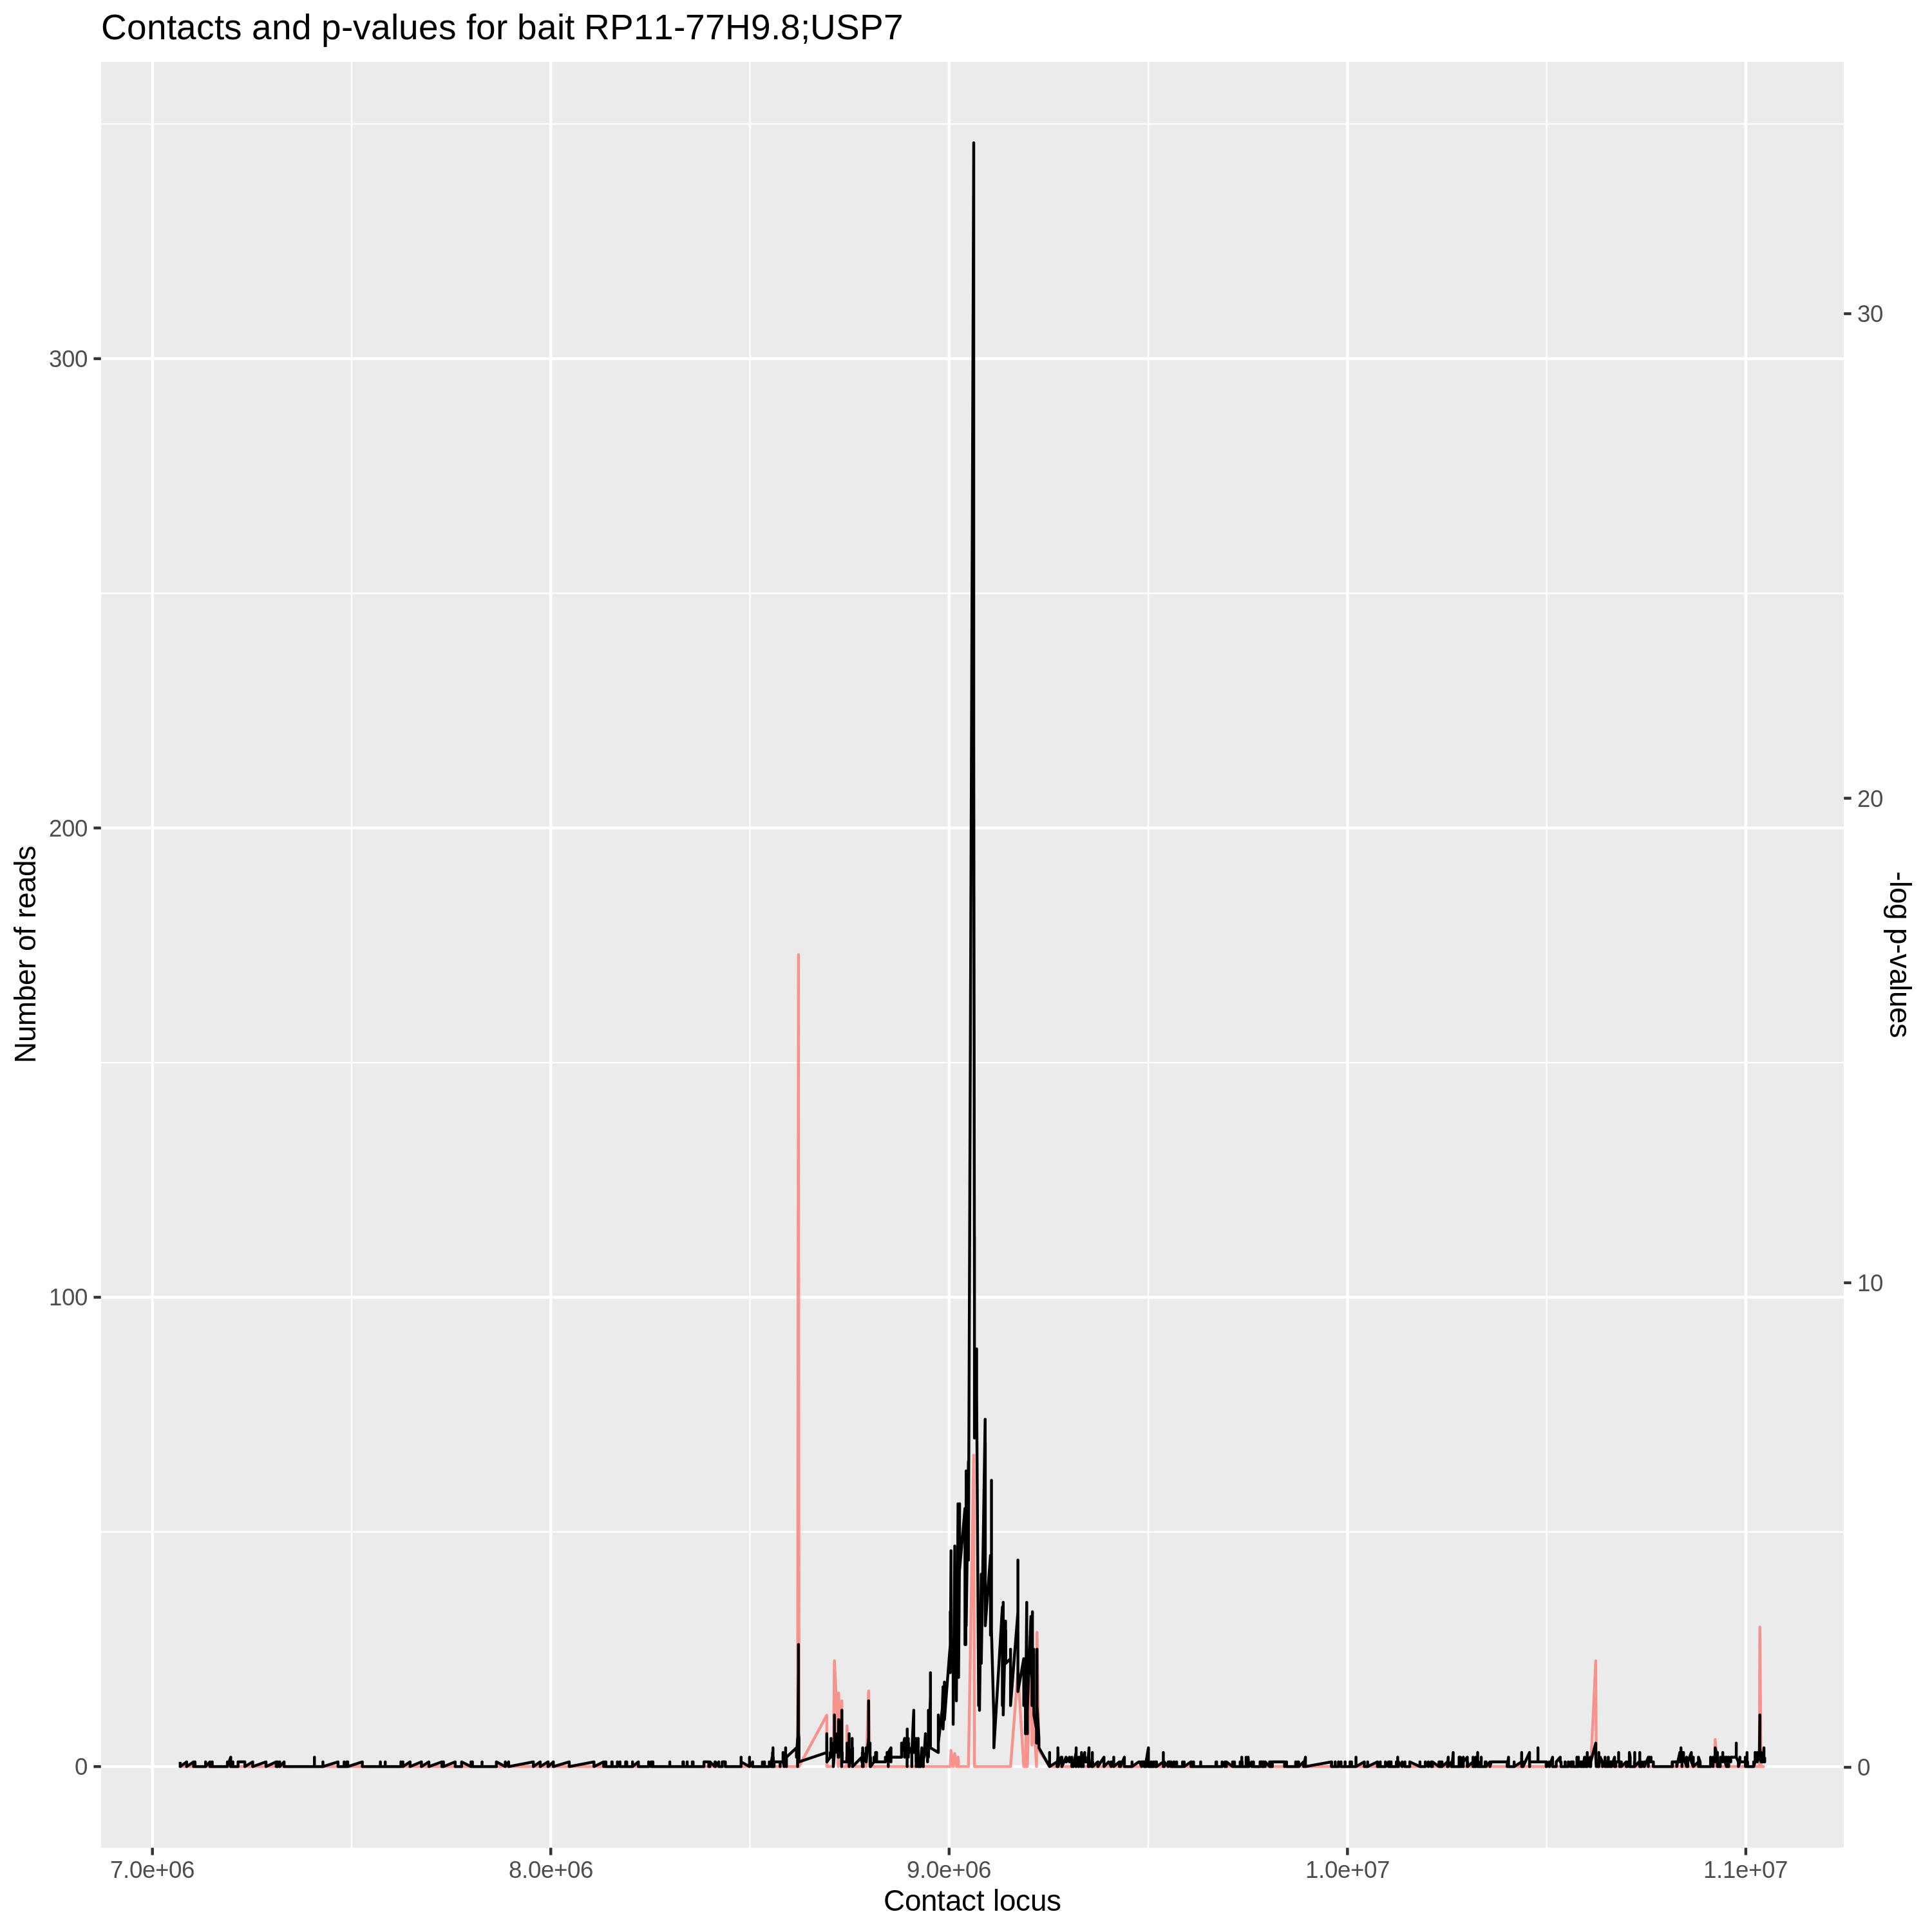 Contacts and p-values for bait RP11-77H9.8;USP7
Number of reads
300
200
100
0
30
20
10
0
-log p-values
7.0e+06
8.0e+06
9.0e+06
1.0e+07
1.1e+07
Contact locus